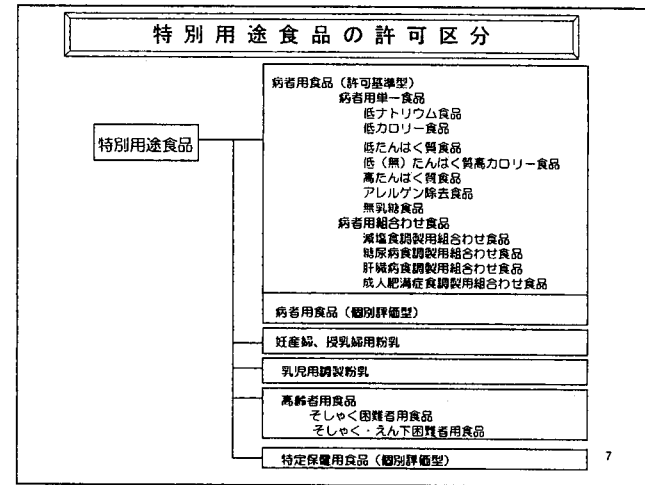 特別用途食品の許可区分
特別用途食品
病者用食品（許可基準型）
病者用単一食品
低ナトリウム食品
低カロリー食品
低たんぱく質食品
低（無）たんぱく質高カロリー食品
高たんぱく質食品
アレルゲン除去食品
無乳糖食品
病者用組合わせ食品
減塩食調製用組合わせ食品
糖尿病食調製用組合わせ食品
肝臓病食調製用組合わせ食品
成人肥満症食調製用組合わせ食品
病者用食品（個別評価型）
妊産婦、授乳婦用粉乳
乳児用調製粉乳
高齢者用食品
そしゃく困難者用食品
そしゃく・えん下困難者用食品
特定保健用食品（個別評価型）
7